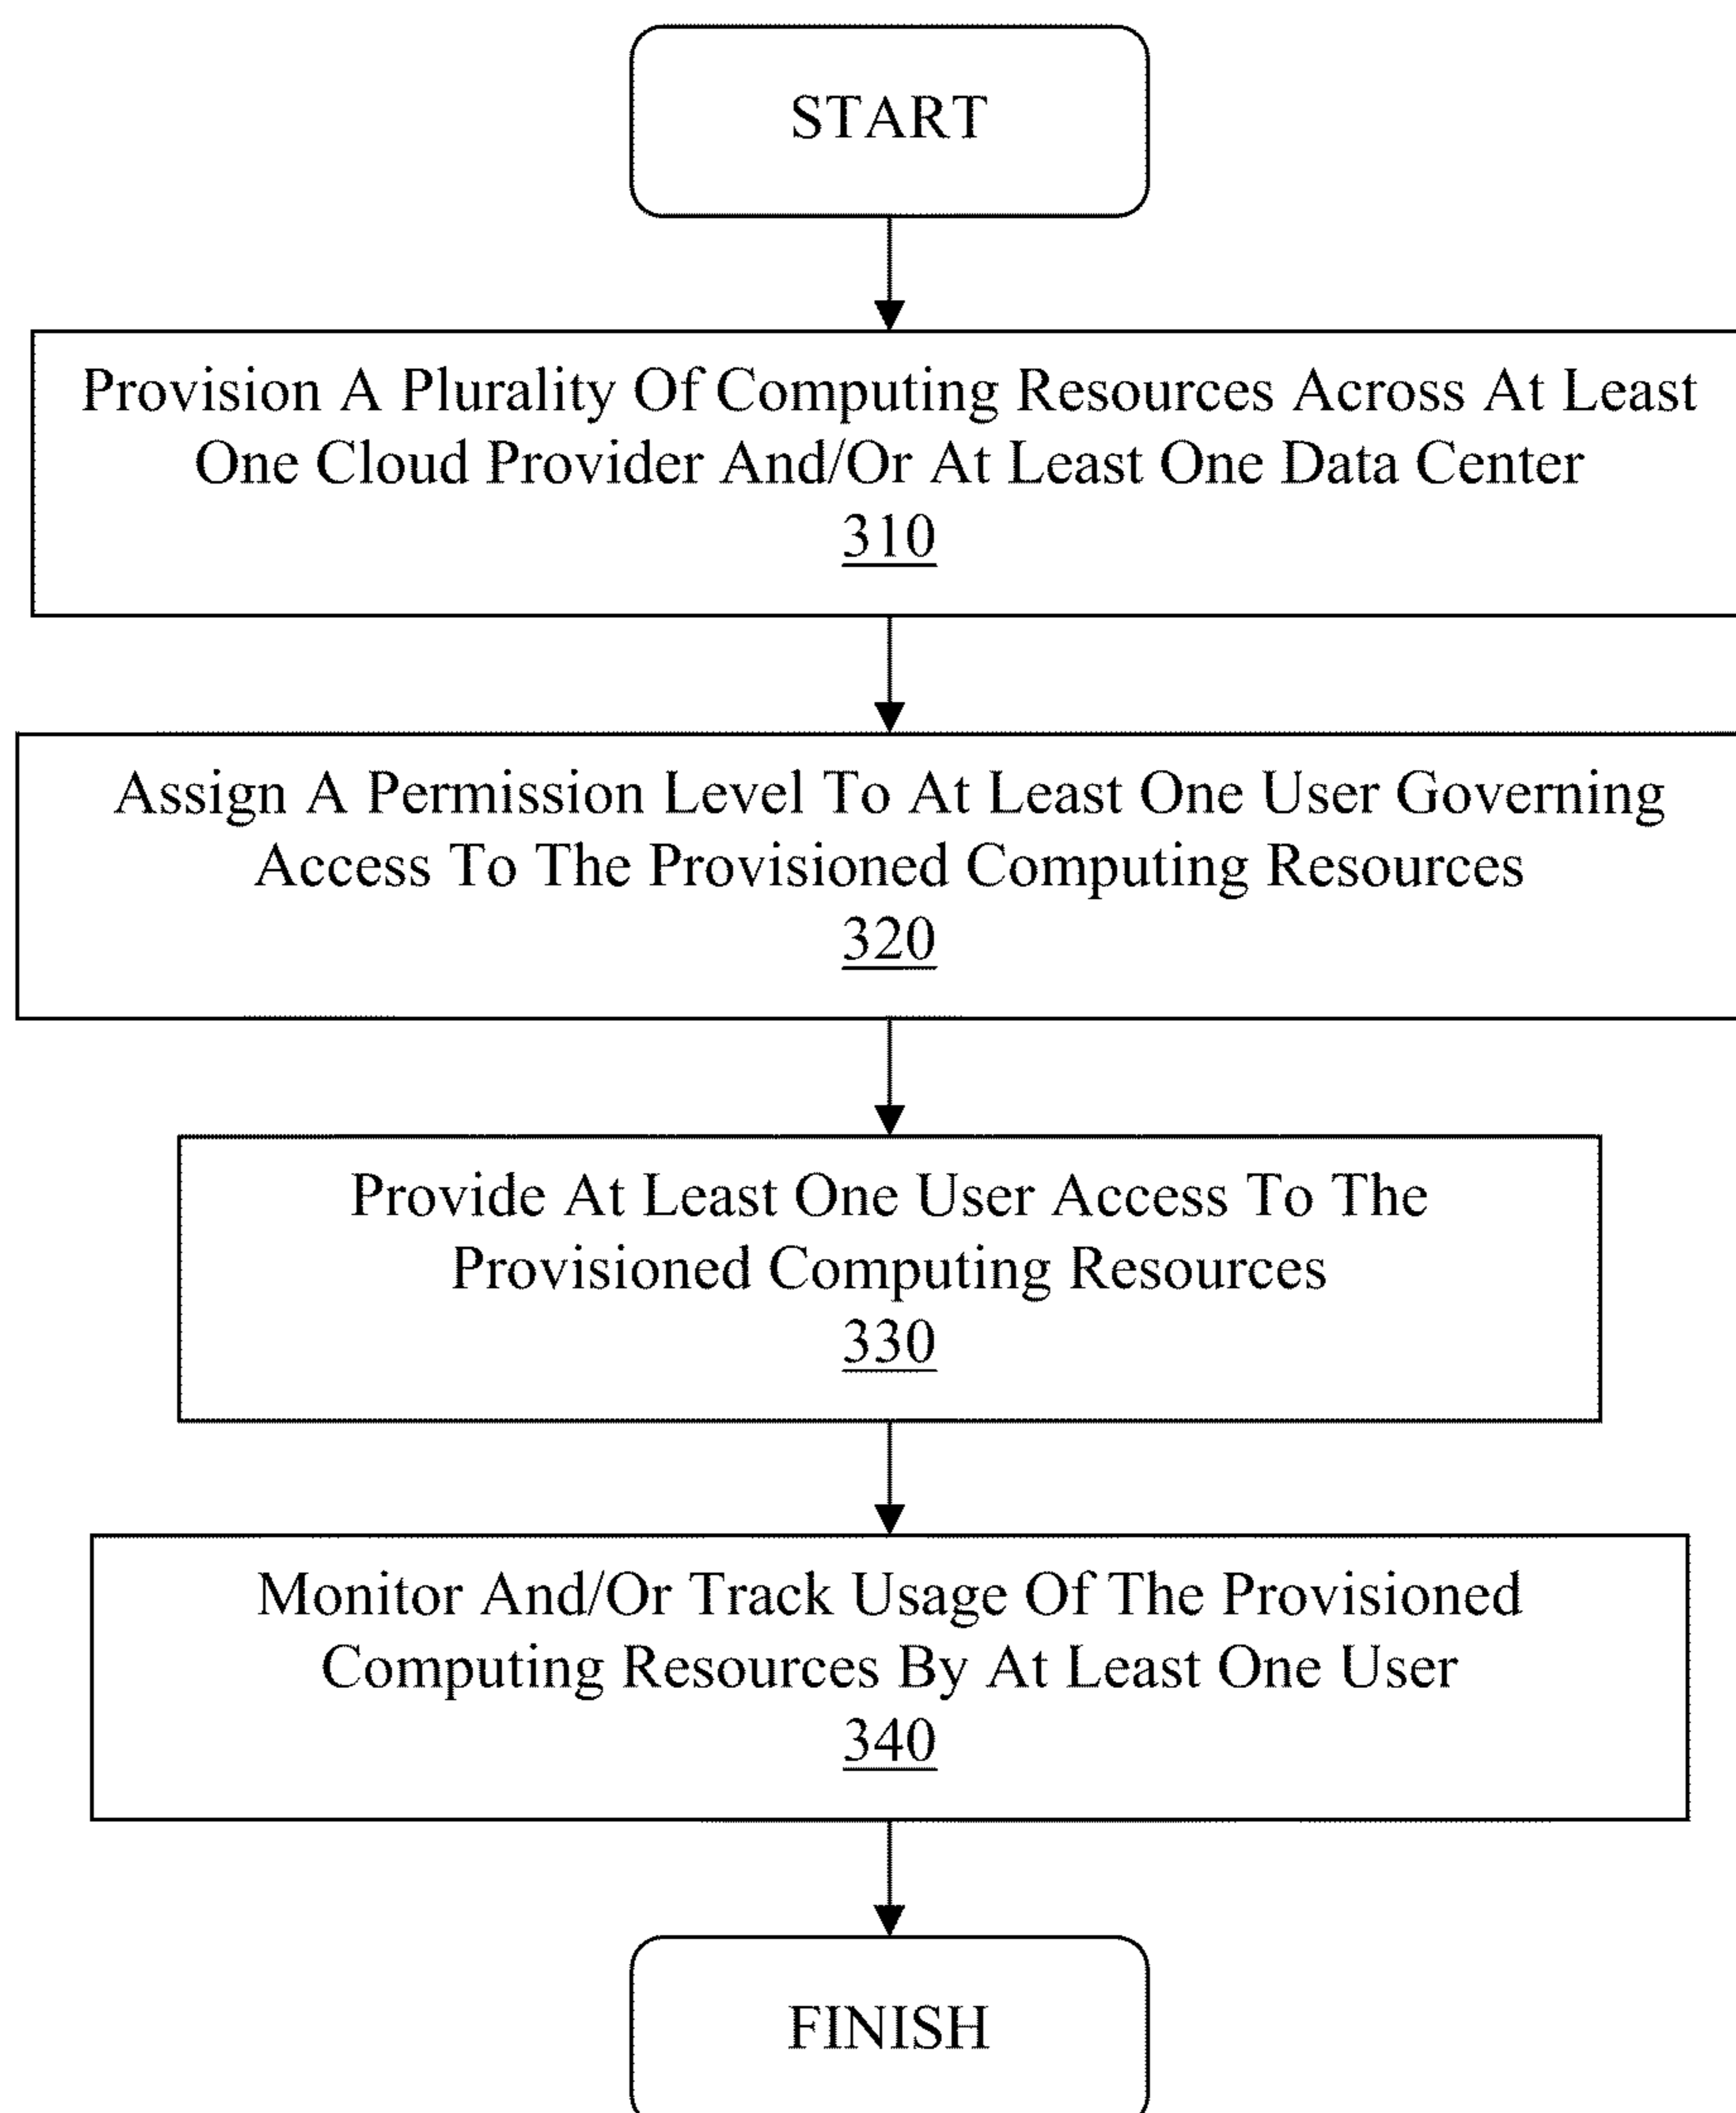 START
Provision A Plurality Of Computing Resources Across At Least
One Cloud Provider And/Or At Least One Data Center
310
Assign A Permission Level To At Least One User Governing
Access To The Provisioned Computing Resources
320
Provide At Least One User Access To The
Provisioned Computing Resources
330
Monitor And/Or Track Usage Of The Provisioned
Computing Resources By At Least One User
340
FINISH